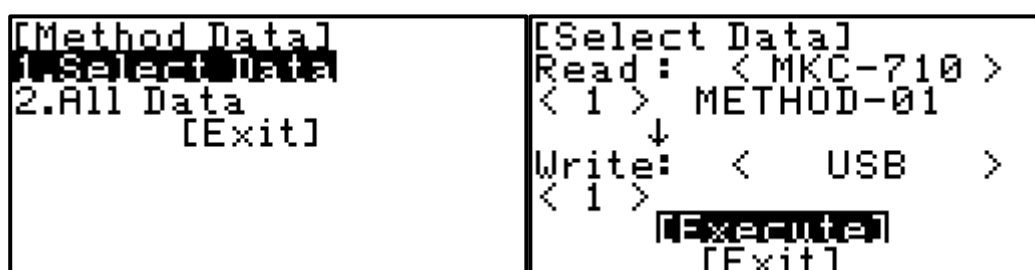 [Method Data]
1.Select Data
2.All Data
[Exit]
[Select Data]
Read : < MKC-710 >
< 1 > METHOD-01
↓
Write: < USB >
< 1 >
[Execute]
[Exit]